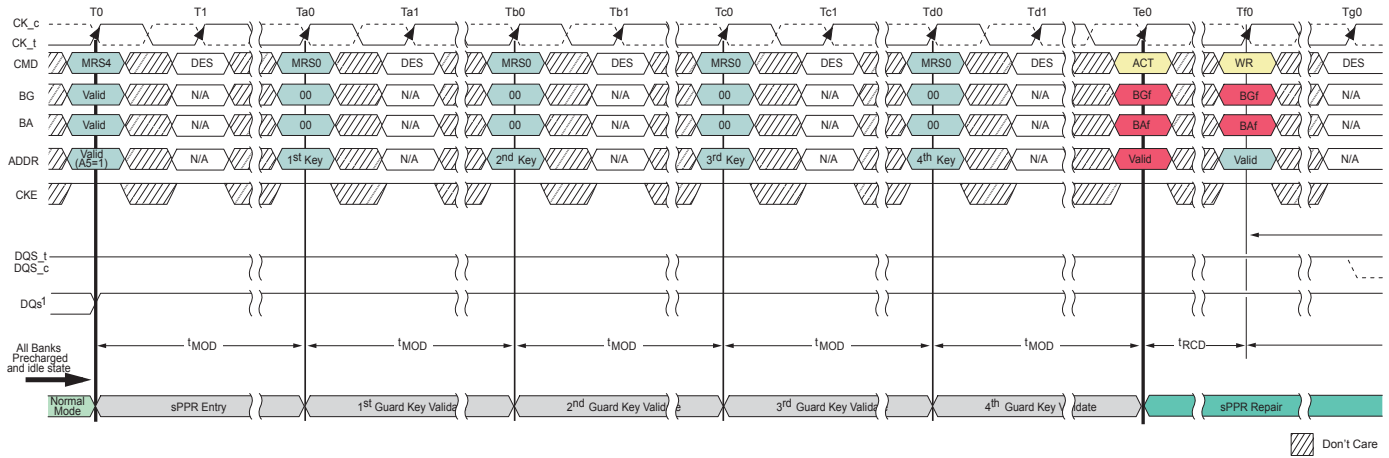 T0 T1 Ta0 Ta1 Tb0 Tb1 Tc0 Tc1 Td0 Td1 Te0 Tf0 Tg0
CK_c
CK_t
CMD MRS4 DES MRS0 DES MRS0 DES MRS0 DES MRS0 DES ACT WR DES
BG Valid N/A 00 N/A 00 N/A 00 N/A 00 N/A BGf BGf N/A
BA Valid N/A 00 N/A 00 N/A 00 N/A 00 N/A BAf BAf N/A
ADDR Valid (A5=1) N/A 1st Key N/A 2nd Key N/A 3rd Key N/A 4th Key N/A Valid Valid N/A
CKE
DQS_t
DQS_c
DQs1
tMOD tMOD tMOD tMOD tMOD tRCD
All Banks
Precharged
and idle state
Normal Mode sPPR Entry 1st Guard Key Valida 2nd Guard Key Valid e 3rd Guard Key Valida e 4th Guard Key V idate sPPR Repair
Don't Care